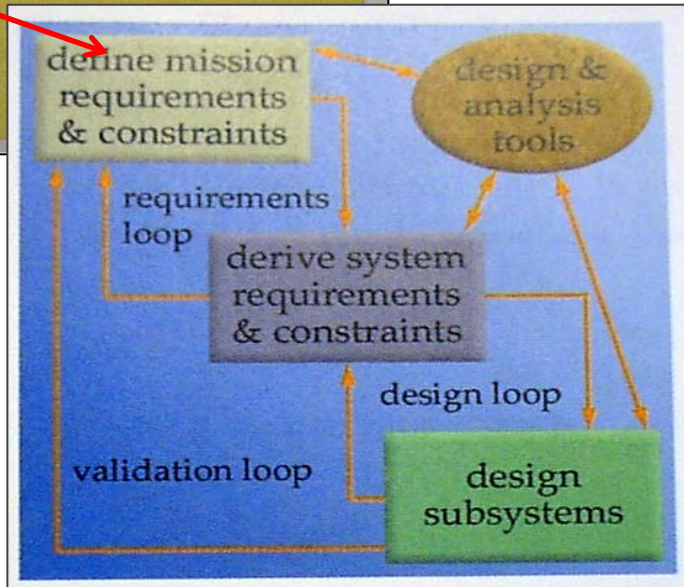 define mission
requirements
& constraints
design &
analysis
tools
requirements
loop
derive system
requirements
& constraints
design loop
validation loop
design
subsystems